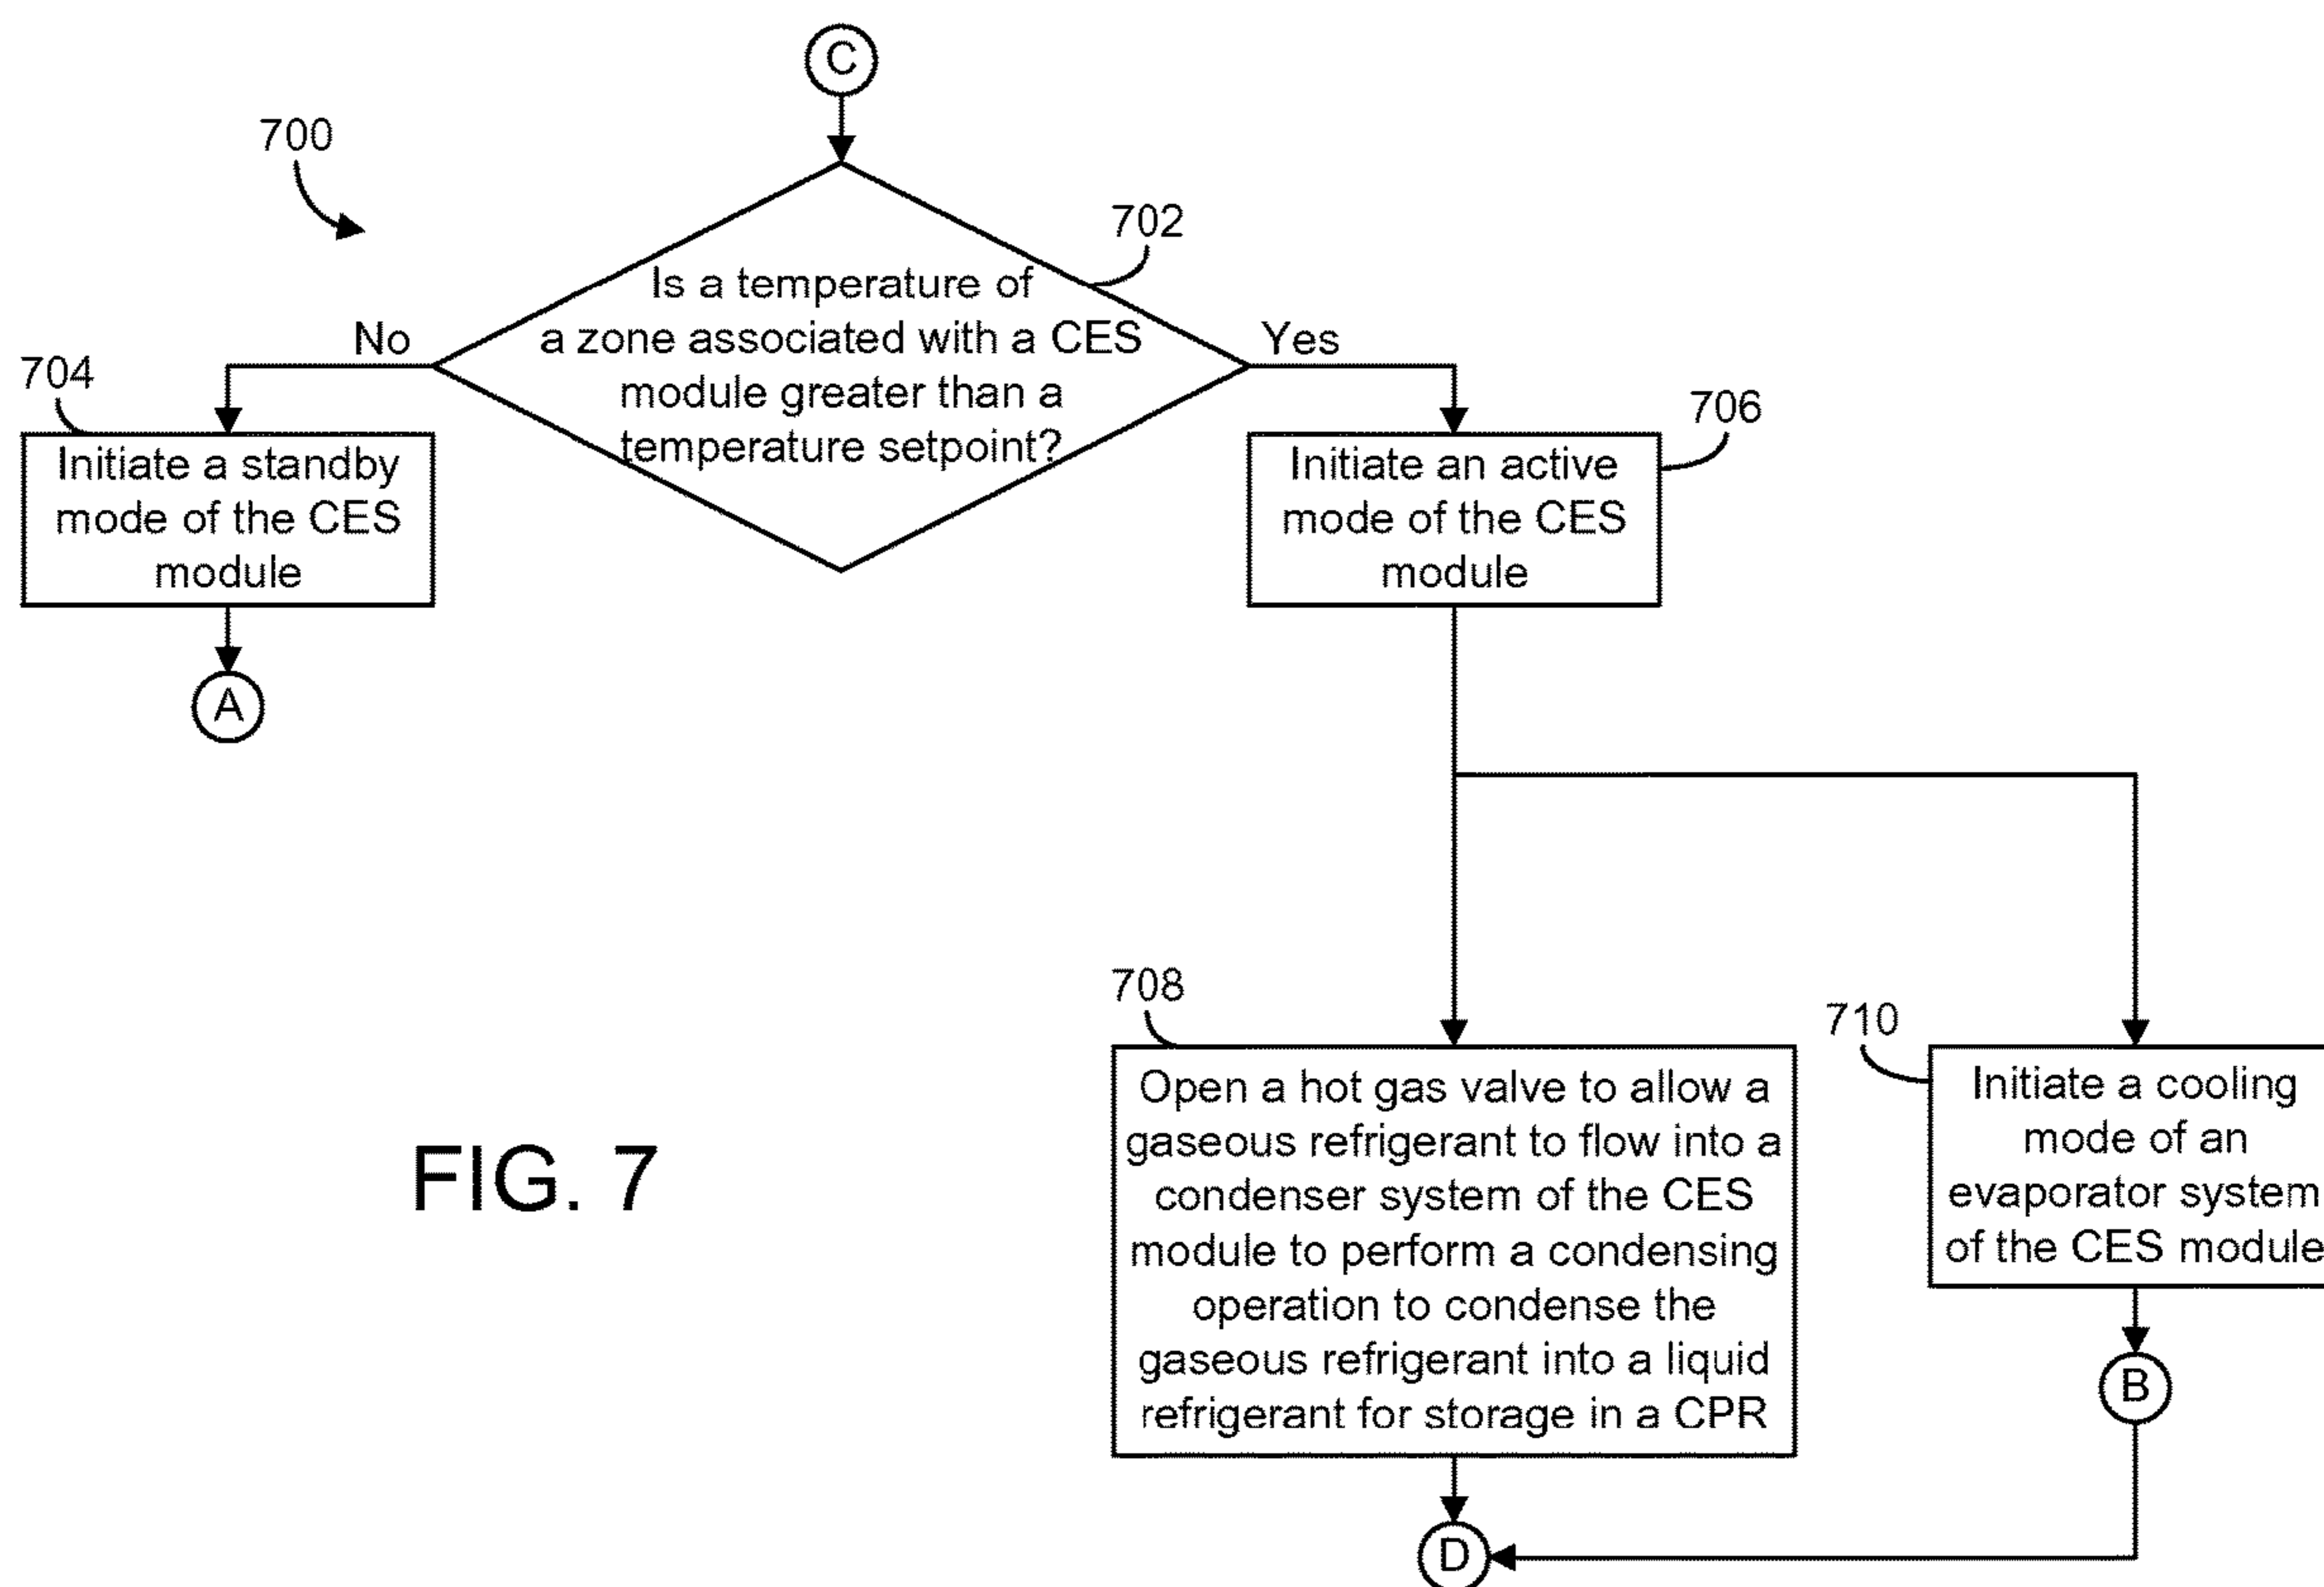 C
700
702
Is a temperature of
a zone associated with a CES
module greater than a
temperature setpoint?
No
Yes
704
Initiate a standby
mode of the CES
module
A
706
Initiate an active
mode of the CES
module
708
Open a hot gas valve to allow a
gaseous refrigerant to flow into a
condenser system of the CES
module to perform a condensing
operation to condense the
gaseous refrigerant into a liquid
refrigerant for storage in a CPR
710
Initiate a cooling
mode of an
evaporator system
of the CES module
B
D
FIG. 7